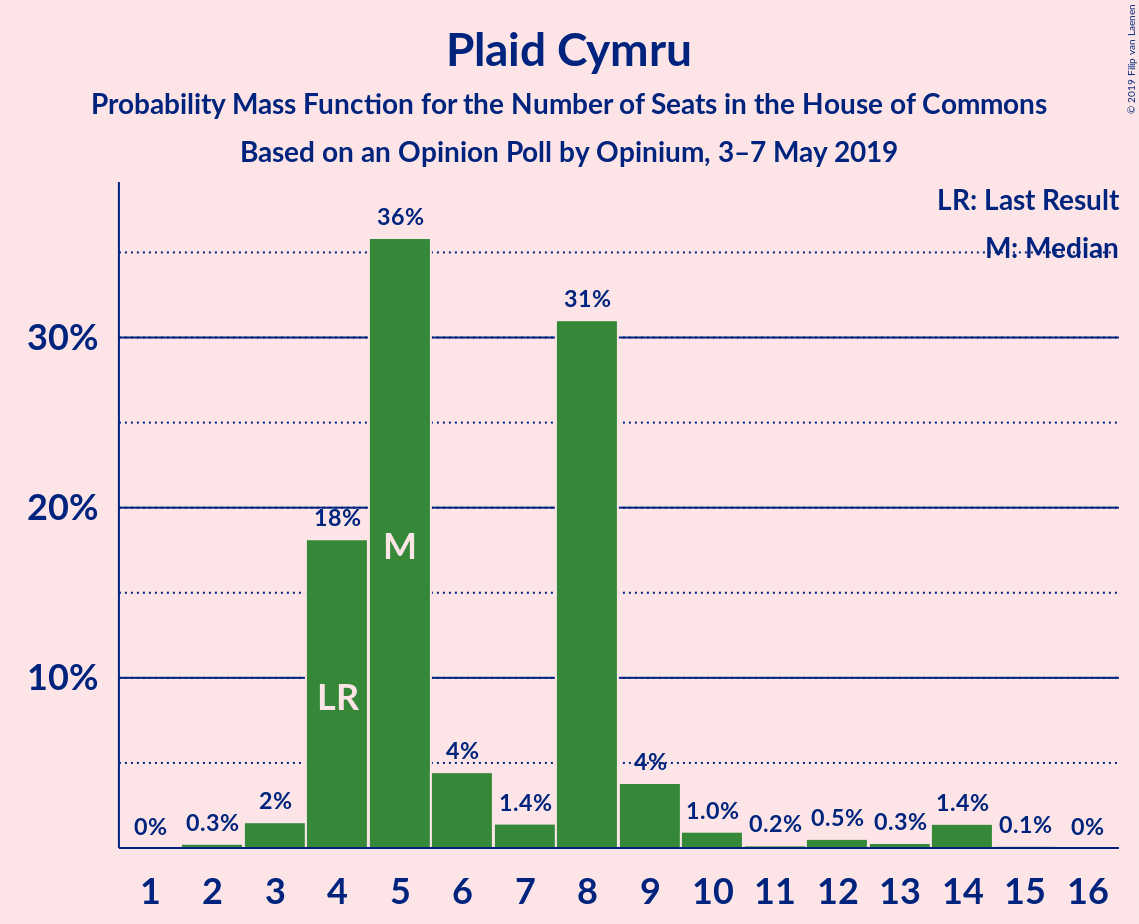 Plaid Cymru
Probability Mass Function for the Number of Seats in the House of Commons
Based on an Opinion Poll by Opinium, 3–7 May 2019
© 2019 Filip van Laenen
LR: Last Result
M: Median
30%
20%
10%
0%
0.3%
2%
18%
36%
4%
1.4%
31%
4%
1.0%
0.2%
0.5%
0.3%
1.4%
0.1%
0%
LR
M
1 2 3 4 5 6 7 8 9 10 11 12 13 14 15 16